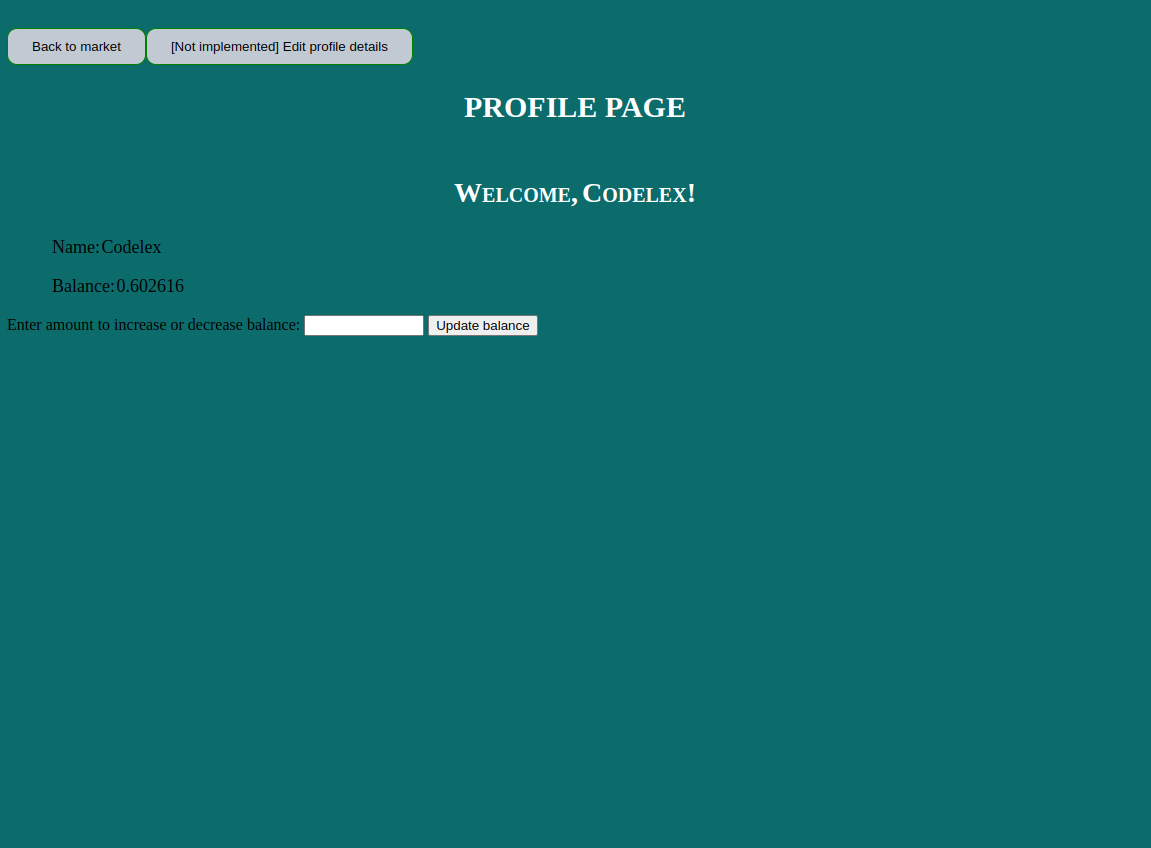 Back to market [Not implemented] Edit profile details
PROFILE PAGE
Welcome, Codelex!
Name: Codelex
Balance: 0.602616
Enter amount to increase or decrease balance: Update balance